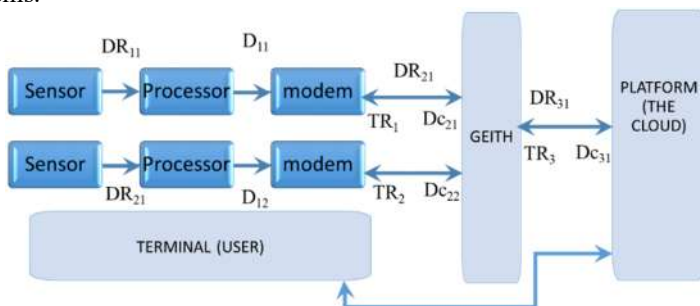 DR₁₁
D₁₁
Sensor
Processor
modem
DR₂₁
TR₁
Dc₂₁
Sensor
Processor
modem
DR₂₁
D₁₂
TR₂
Dc₂₂
GEITH
DR₃₁
TR₃
Dc₃₁
PLATFORM
(THE
CLOUD)
TERMINAL (USER)